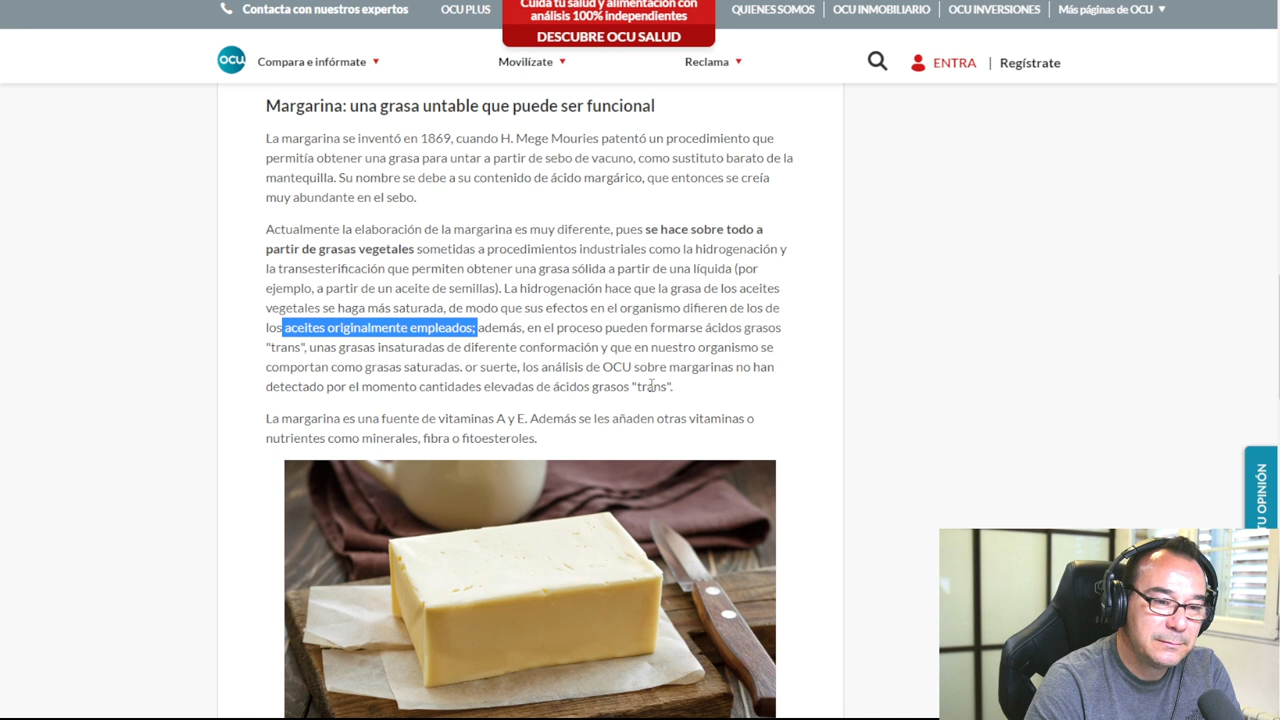 Contacta con nuestros expertos
OCU PLUS
Cuida tu salud y alimentación con
análisis 100% independientes
DESCUBRE OCU SALUD
QUIENES SOMOS
OCU INMOBILIARIO
OCU INVERSIONES
Más páginas de OCU
OCU
Compara e infórmate
Movilízate
Reclama
ENTRA
Regístrate
Margarina: una grasa untable que puede ser funcional
La margarina se inventó en 1869, cuando H. Mege Mouries patentó un procedimiento que
permitía obtener una grasa para untar a partir de sebo de vacuno, como sustituto barato de la
mantequilla. Su nombre se debe a su contenido de ácido margárico, que entonces se creía
muy abundante en el sebo.
Actualmente la elaboración de la margarina es muy diferente, pues se hace sobre todo a
partir de grasas vegetales sometidas a procedimientos industriales como la hidrogenación y
la transesterificación que permiten obtener una grasa sólida a partir de una líquida (por
ejemplo, a partir de un aceite de semillas). La hidrogenación hace que la grasa de los aceites
vegetales se haga más saturada, de modo que sus efectos en el organismo difieren de los de
los aceites originalmente empleados; además, en el proceso pueden formarse ácidos grasos
"trans", unas grasas insaturadas de diferente conformación y que en nuestro organismo se
comportan como grasas saturadas. or suerte, los análisis de OCU sobre margarinas no han
detectado por el momento cantidades elevadas de ácidos grasos "trans".
La margarina es una fuente de vitaminas A y E. Además se les añaden otras vitaminas o
nutrientes como minerales, fibra o fitoesteroles.
TU OPINIÓN